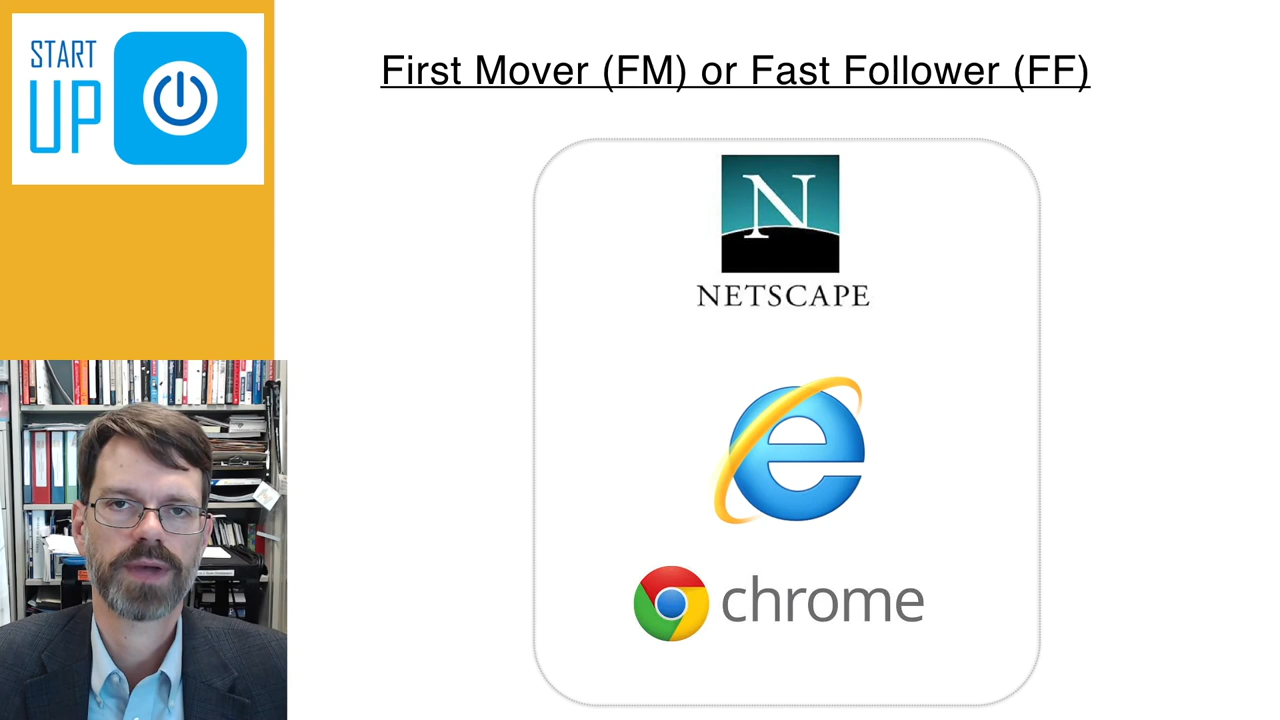 START
UP
First Mover (FM) or Fast Follower (FF)
N
NETSCAPE
e
chrome